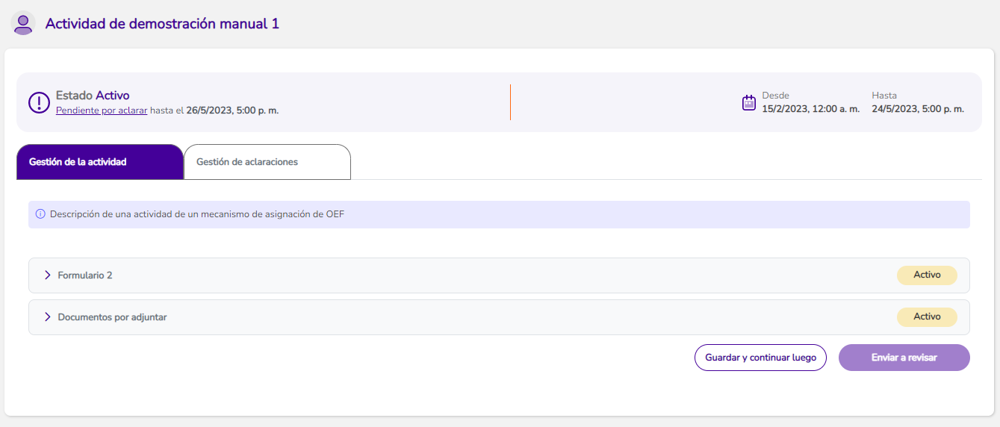 Actividad de demostración manual 1
Estado Activo
Pendiente por aclarar hasta el 26/5/2023, 5:00 p. m.
Desde
15/2/2023, 12:00 a. m.
Hasta
24/5/2023, 5:00 p. m.
Gestión de la actividad
Gestión de aclaraciones
Descripción de una actividad de un mecanismo de asignación de OEF
Formulario 2
Activo
Documentos por adjuntar
Activo
Guardar y continuar luego
Enviar a revisar